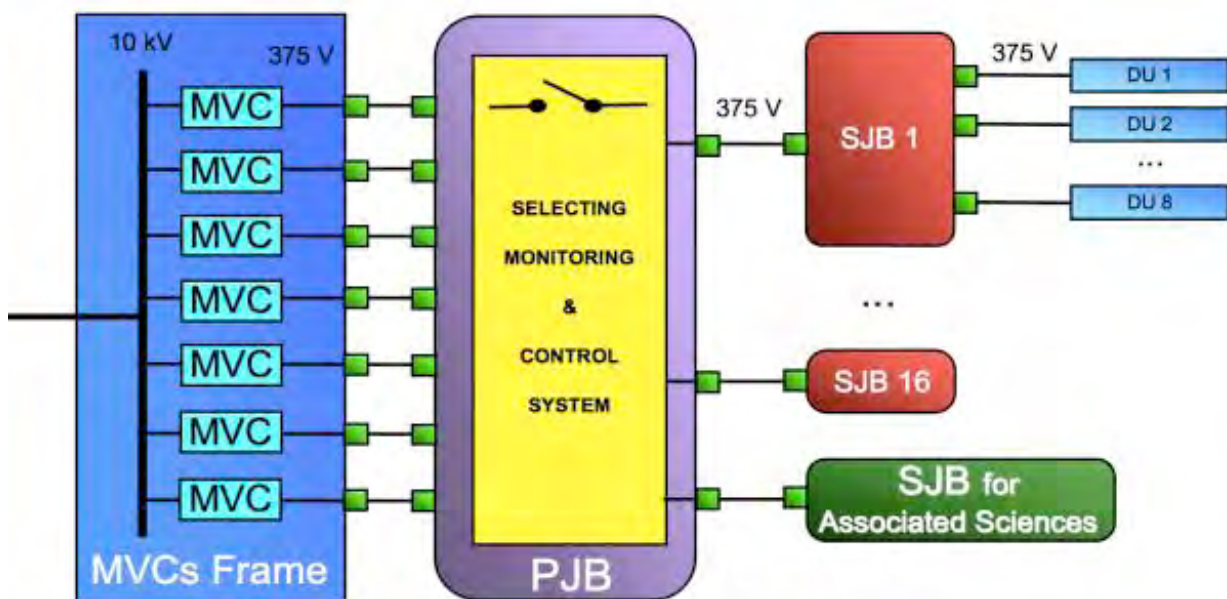 10 kV
375 V
MVC
MVC
MVC
MVC
MVC
MVC
MVC
MVCs Frame
SELECTING
MONITORING
&
CONTROL
SYSTEM
PJB
375 V
SJB 1
375 V
DU 1
DU 2
...
DU 8
...
SJB 16
SJB for
Associated Sciences